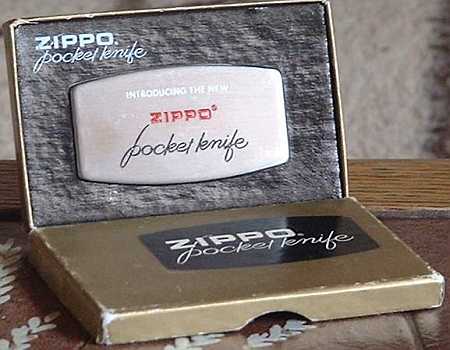 ZIPPO®
pocket knife
INTRODUCING THE NEW
ZIPPO®
pocket knife
ZIPPO®
pocket knife